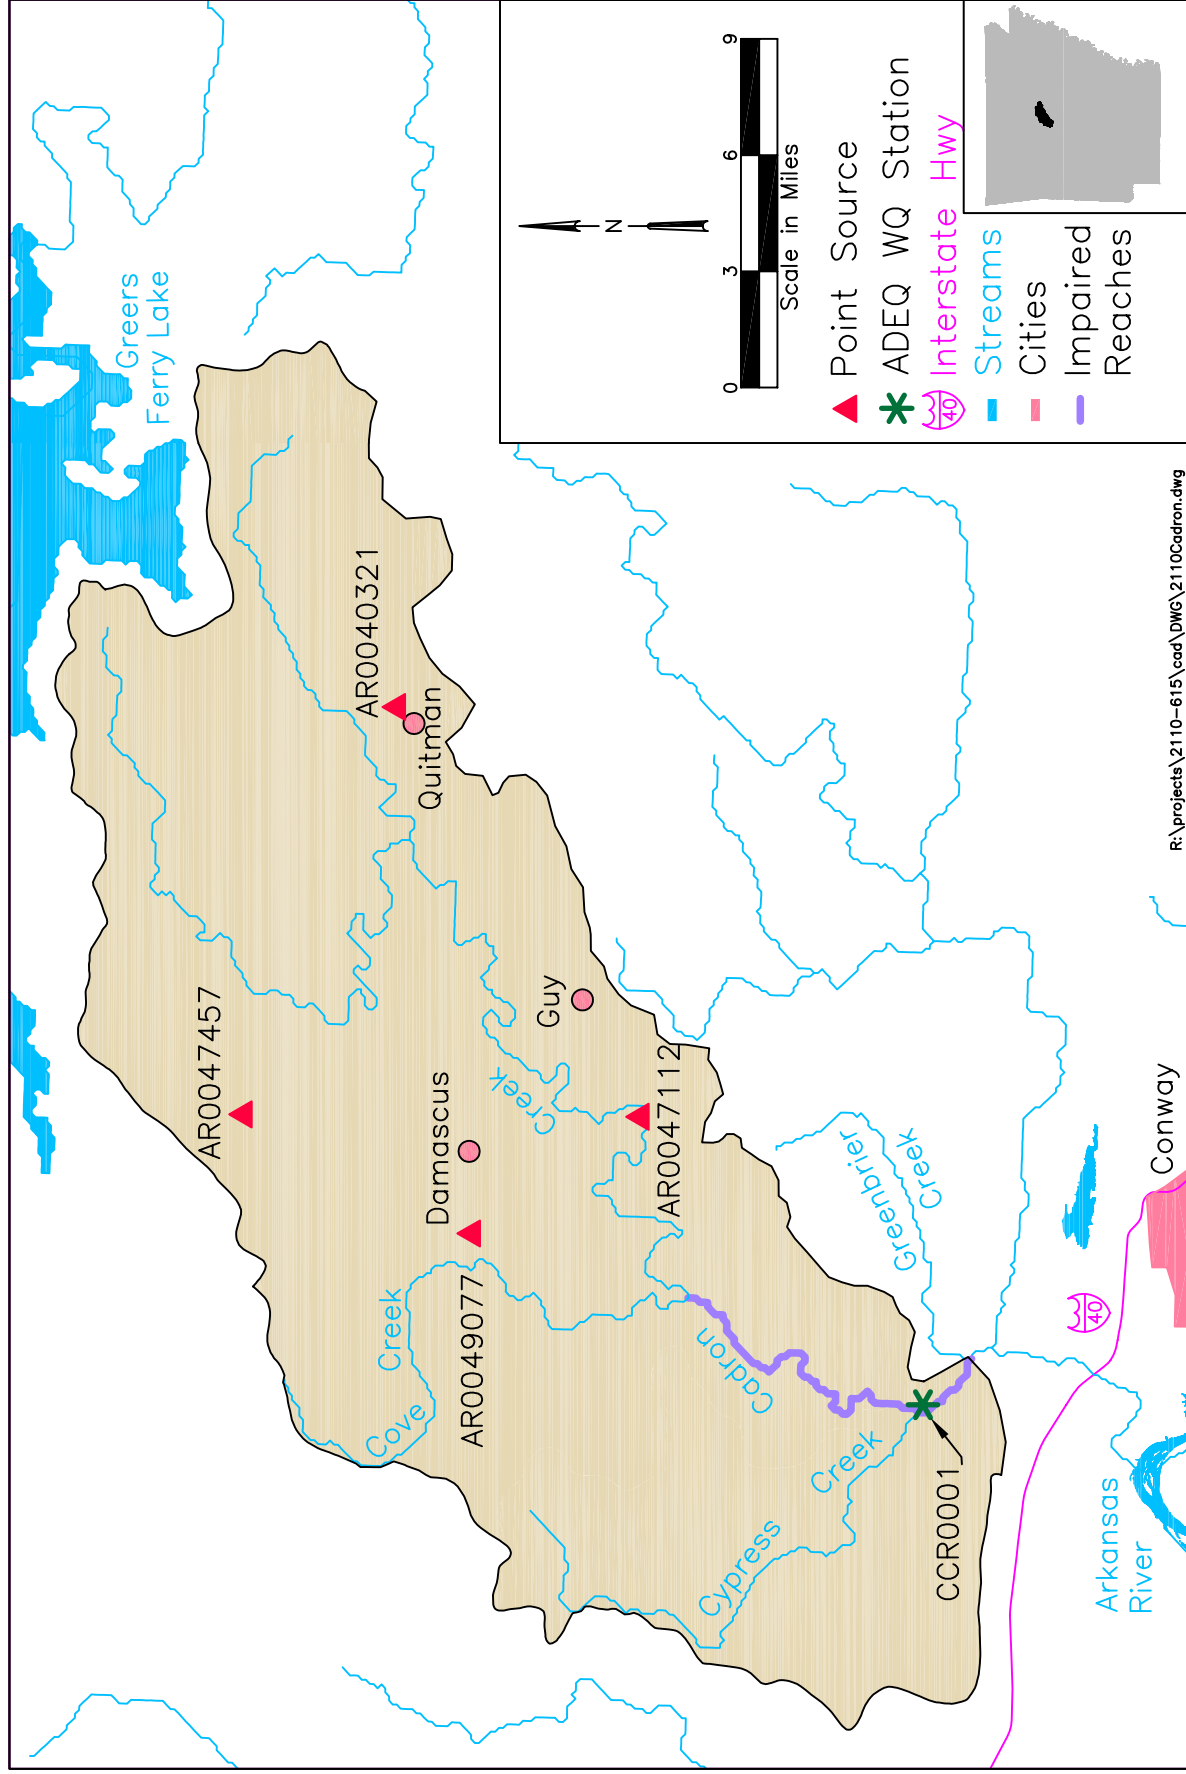 Greers
Ferry Lake
AR0040321
Quitman
AR0047457
Guy
Damascus
Creek
AR0047112
AR0049077
Cove
Creek
Cadron
Greenbrier
Creek
Cypress
Creek
CCR0001
Conway
40
Arkansas
River
N
0 3 6 9
Scale in Miles
Point Source
ADEQ WQ Station
40 Interstate Hwy
Streams
Cities
Impaired
Reaches
R:\projects\2110-615\cad\DWG\2110Cadron.dwg